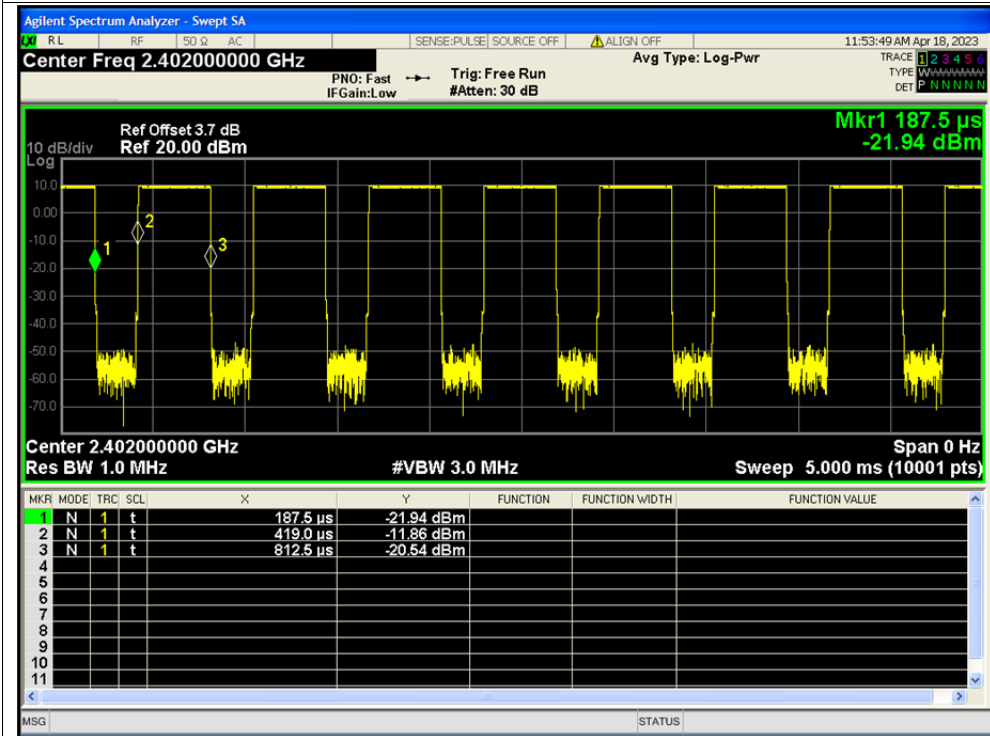 Agilent Spectrum Analyzer - Swept SA
LXI RL RF 50 Ω AC SENSE:PULSE SOURCE OFF ALIGN OFF 11:53:49 AM Apr 18, 2023
Center Freq 2.402000000 GHz Avg Type: Log-Pwr TRACE 1 2 3 4 5 6
PNO: Fast Trig: Free Run TYPE WWWWWW
IFGain:Low #Atten: 30 dB DET P N N N N N
Mkr1 187.5 µs
Ref Offset 3.7 dB
10 dB/div Ref 20.00 dBm -21.94 dBm
Log
10.0
0.00
-10.0
-20.0
-30.0
-40.0
-50.0
-60.0
-70.0
1
2
3
Center 2.402000000 GHz Span 0 Hz
Res BW 1.0 MHz #VBW 3.0 MHz Sweep 5.000 ms (10001 pts)
MKR MODE TRC SCL X Y FUNCTION FUNCTION WIDTH FUNCTION VALUE
1 N 1 t 187.5 µs -21.94 dBm
2 N 1 t 419.0 µs -11.86 dBm
3 N 1 t 812.5 µs -20.54 dBm
4
5
6
7
8
9
10
11
MSG STATUS